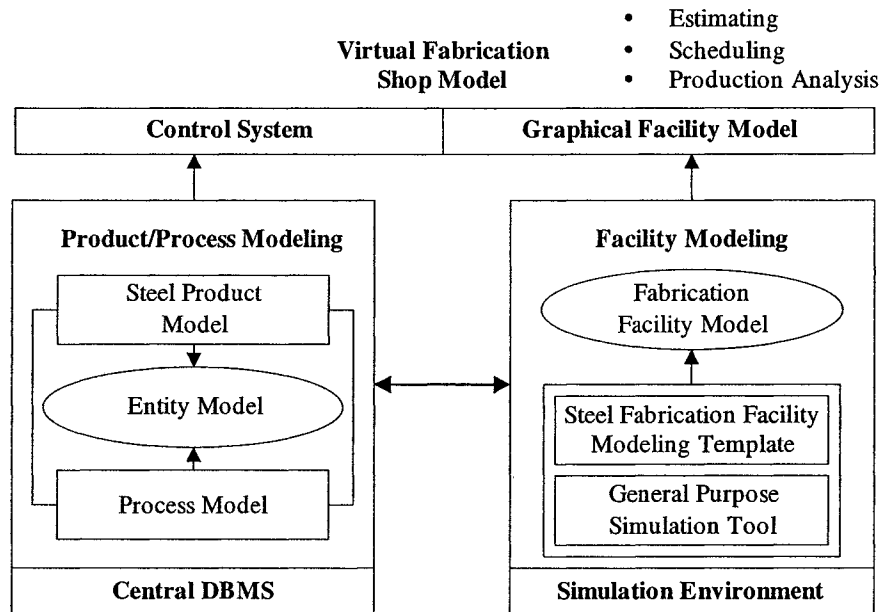 Virtual Fabrication
Shop Model
• Estimating
• Scheduling
• Production Analysis
Control System
Graphical Facility Model
Product/Process Modeling
Steel Product
Model
Entity Model
Process Model
Central DBMS
Facility Modeling
Fabrication
Facility Model
Steel Fabrication Facility
Modeling Template
General Purpose
Simulation Tool
Simulation Environment